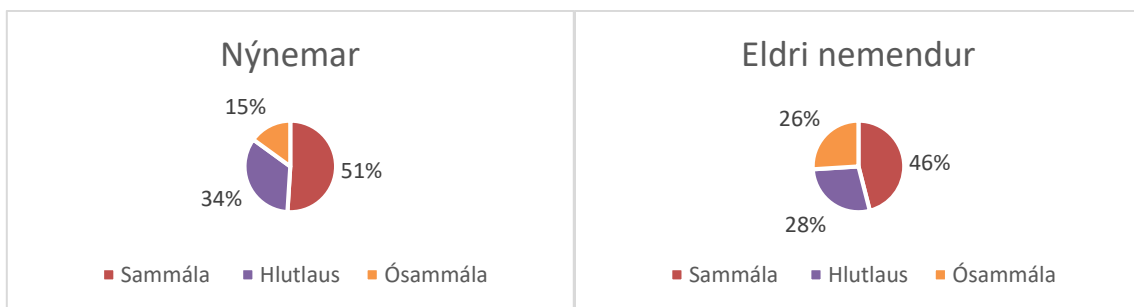 Nýnemar
15%
51%
34%
Sammála Hlutlaus Ósammála
Eldri nemendur
26%
46%
28%
Sammála Hlutlaus Ósammála